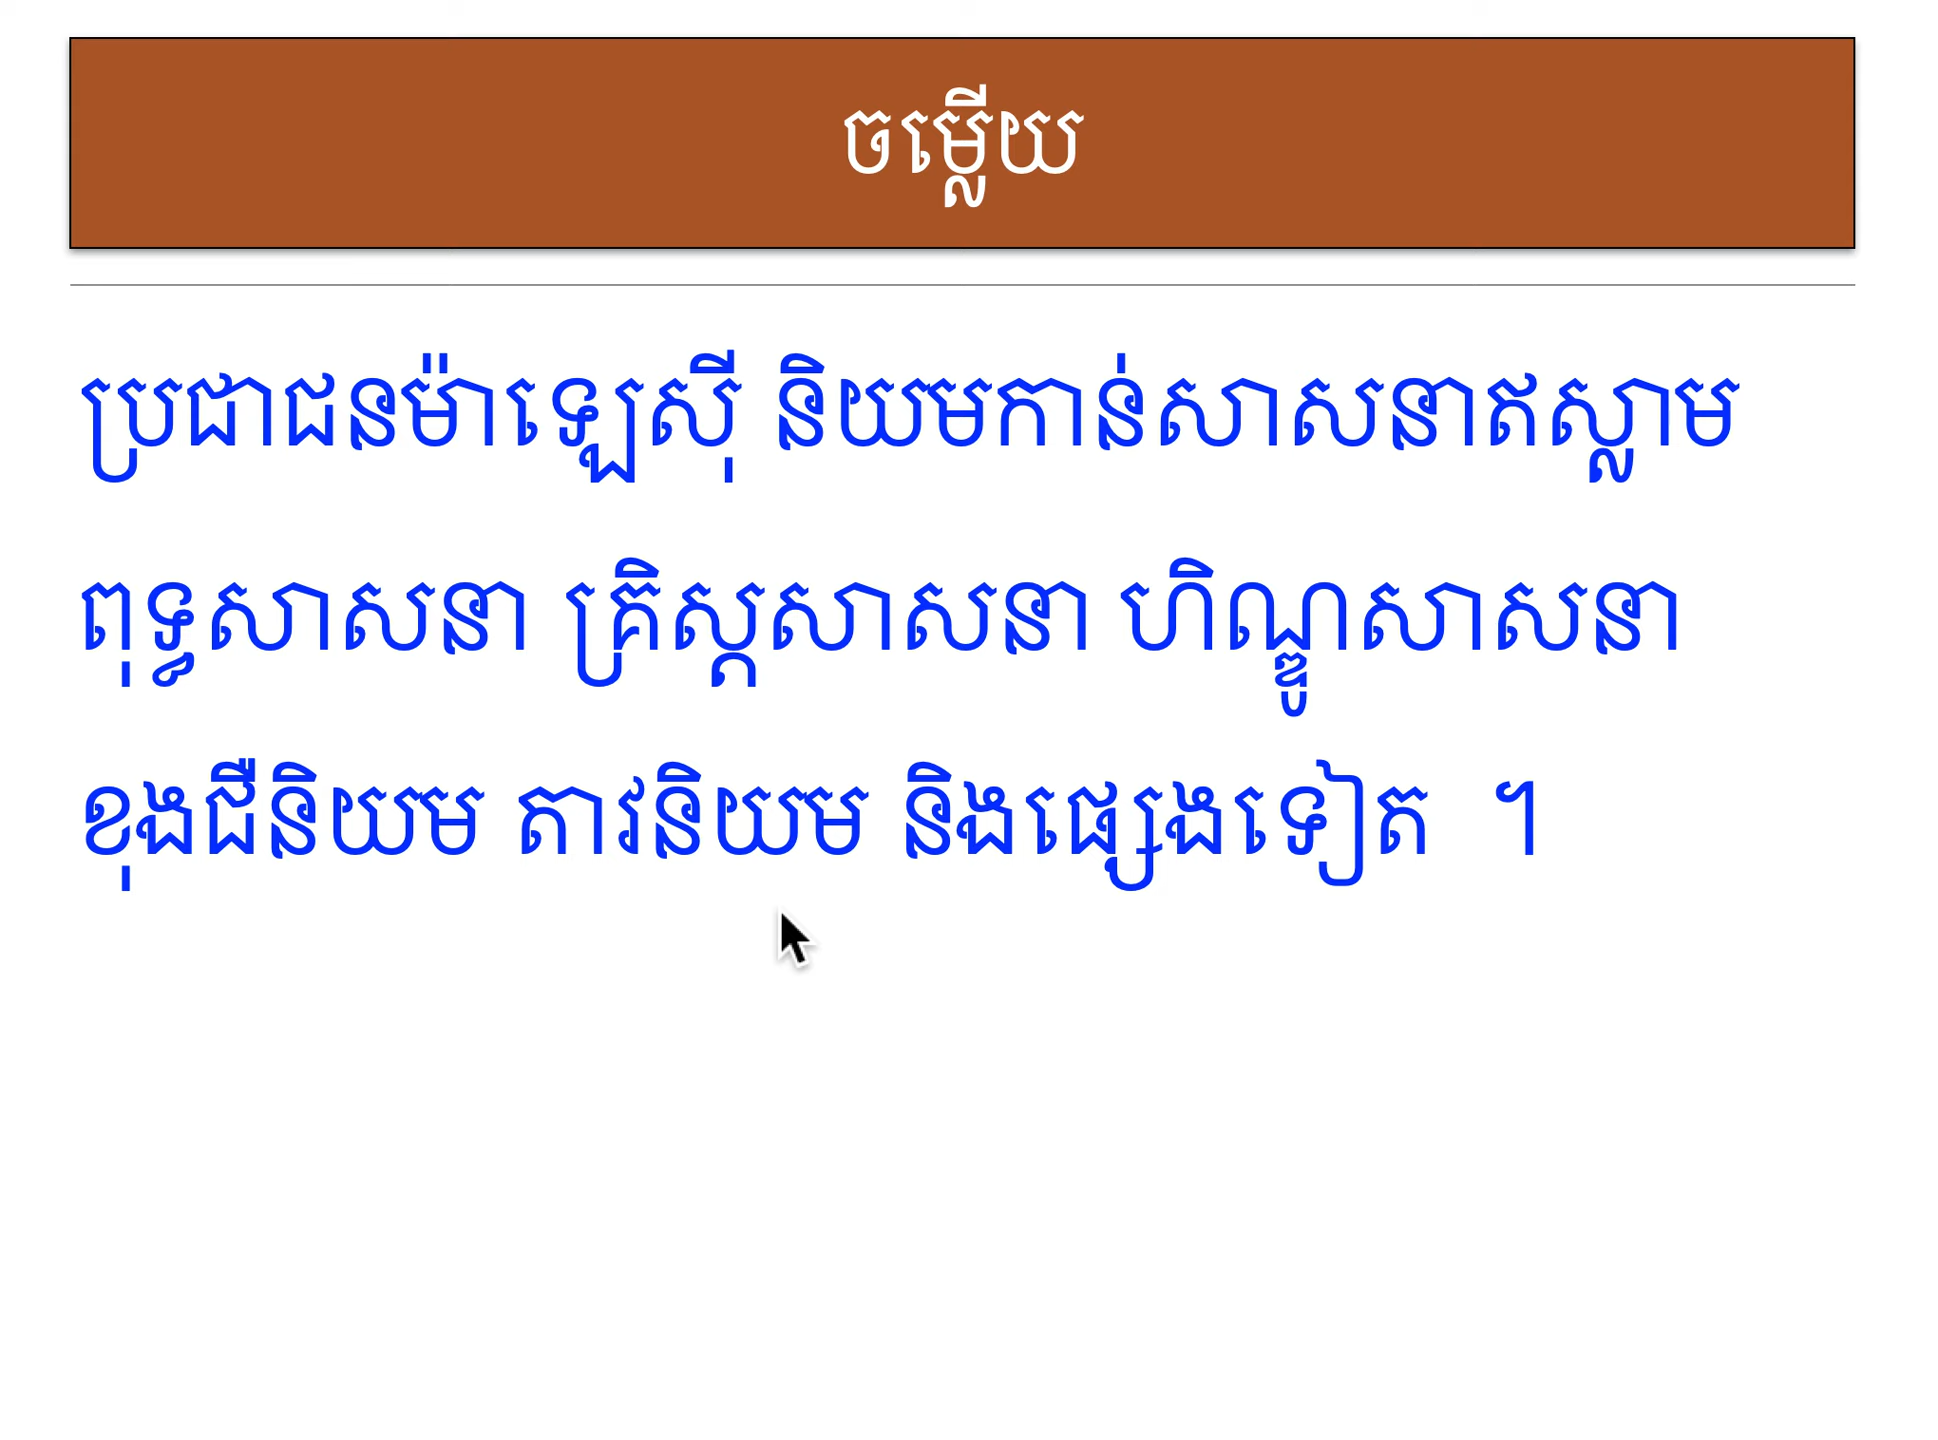 ចម្លើយ
ប្រជាជនម៉ាឡេស៊ី និយមកាន់សាសនាឥស្លាម
ពុទ្ធសាសនា គ្រិស្តសាសនា ហិណ្ឌូសាសនា
ខុងជឺនិយម តាវនិយម និងផ្សេងទៀត ។